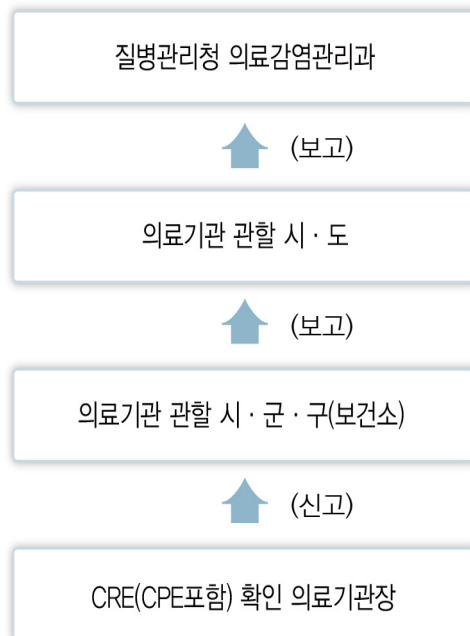 질병관리청 의료감염관리과
(보고)
의료기관 관할 시 · 도
(보고)
의료기관 관할 시 · 군 · 구(보건소)
(신고)
CRE(CPE포함) 확인 의료기관장